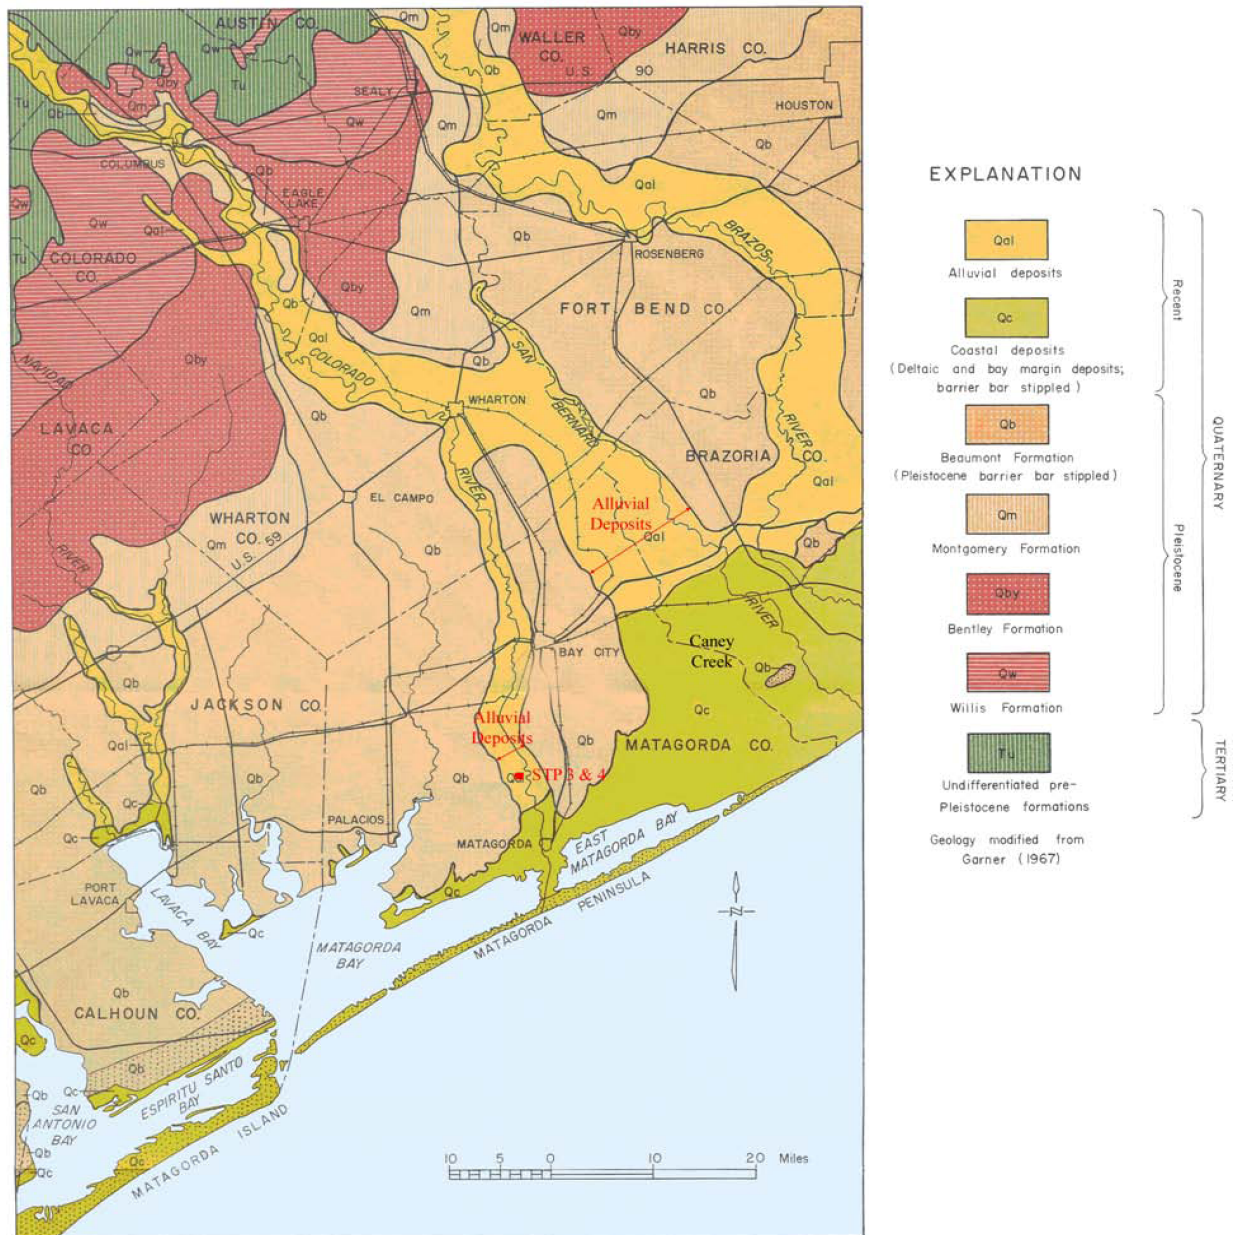 AUSTIN CO.
WALLER
CO.
HARRIS CO.
U. S. 90
HOUSTON
SEALY
Qw
Qw
Qm
Qb
Qby
Qb
Tu
Tu
Qb
Qm
Qby
Qw
Qm
Qm
Qb
COLUMBUS
Qb
EAGLE
LAKE
Qw
Qw
Qal
Qal
BRAZOS
Qb
ROSENBERG
Tu
COLORADO
CO.
Qby
Qb
Qm
FORT BEND CO.
Qal
COLORADO
Qb
SAN
BERNARD
NAVIDAD
Qby
Qb
WHARTON
Qb
RIVER
CO.
LAVACA
CO.
BRAZORIA
Qal
RIVER
EL CAMPO
Alluvial
Deposits
WHARTON
CO.
U.S. 59
Qm
Qb
Qb
Qal
Qb
RIVER
RIVER
BAY CITY
Caney
Creek
Qb
Qb
JACKSON CO.
Qc
Alluvial
Deposits
Qal
MATAGORDA CO.
Qb
Qb
Qb
Qb
STP 3 & 4
Qc
Qc
PALACIOS
MATAGORDA
EAST
MATAGORDA BAY
PORT
LAVACA
LAVACA BAY
Qc
Qc
MATAGORDA
BAY
MATAGORDA PENINSULA
N
Qb
CALHOUN CO.
Qc
Qb
Qc
Qb
SAN
ANTONIO
BAY
ESPIRITU SANTO
BAY
Qb
Qc
Qc
MATAGORDA ISLAND
10 5 0 10 20 Miles
EXPLANATION
Qal
Alluvial deposits
Qc
Coastal deposits
(Deltaic and bay margin deposits;
barrier bar stippled)
Recent
Qb
Beaumont Formation
(Pleistocene barrier bar stippled)
Qm
Montgomery Formation
Qby
Bentley Formation
Qw
Willis Formation
Pleistocene
QUATERNARY
Tu
Undifferentiated pre-
Pleistocene formations
TERTIARY
Geology modified from
Garner (1967)